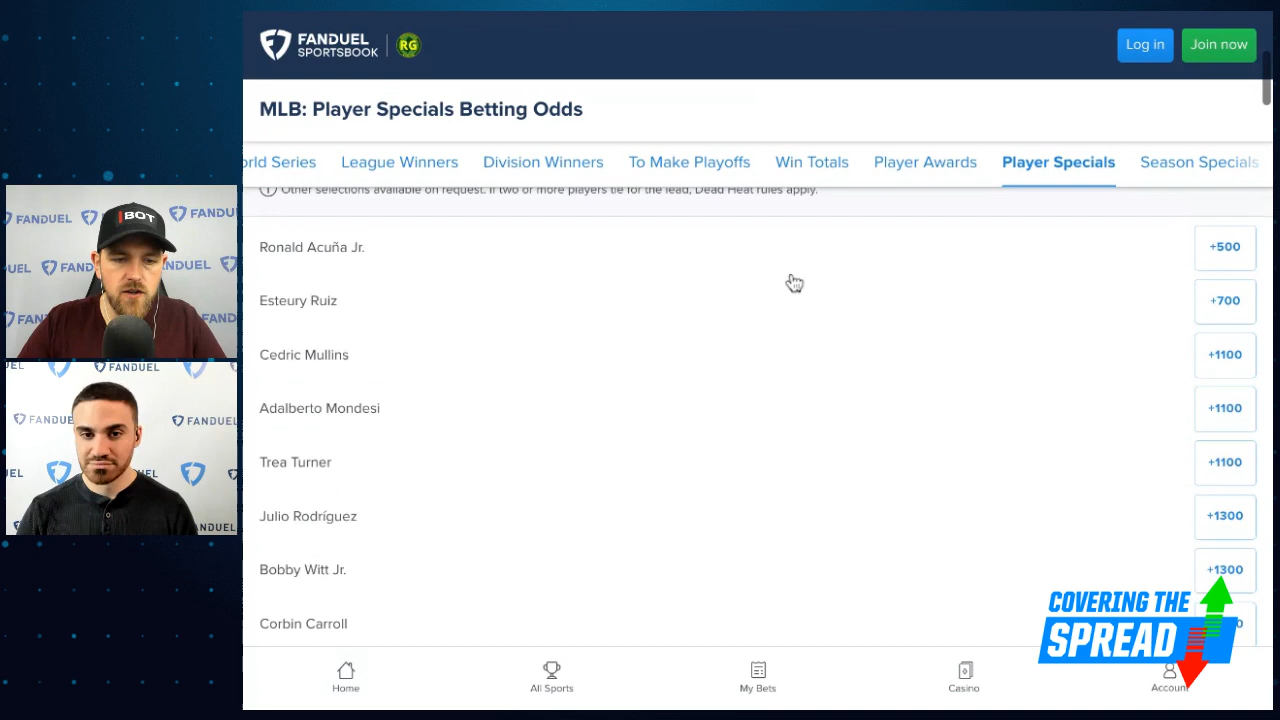 FANDUEL
SPORTSBOOK
RG
Log in
Join now
MLB: Player Specials Betting Odds
orld Series
League Winners
Division Winners
To Make Playoffs
Win Totals
Player Awards
Player Specials
Season Specials
Other selections available on request. If two or more players tie for the lead, Dead Heat rules apply.
Ronald Acuña Jr.
+500
Esteury Ruiz
+700
Cedric Mullins
+1100
Adalberto Mondesi
+1100
Trea Turner
+1100
Julio Rodríguez
+1300
Bobby Witt Jr.
+1300
Corbin Carroll
COVERING THE
SPREAD
Home
All Sports
My Bets
Casino
Account
FANDUEL
BOT
FANDUEL
FANDUEL
FANDUEL